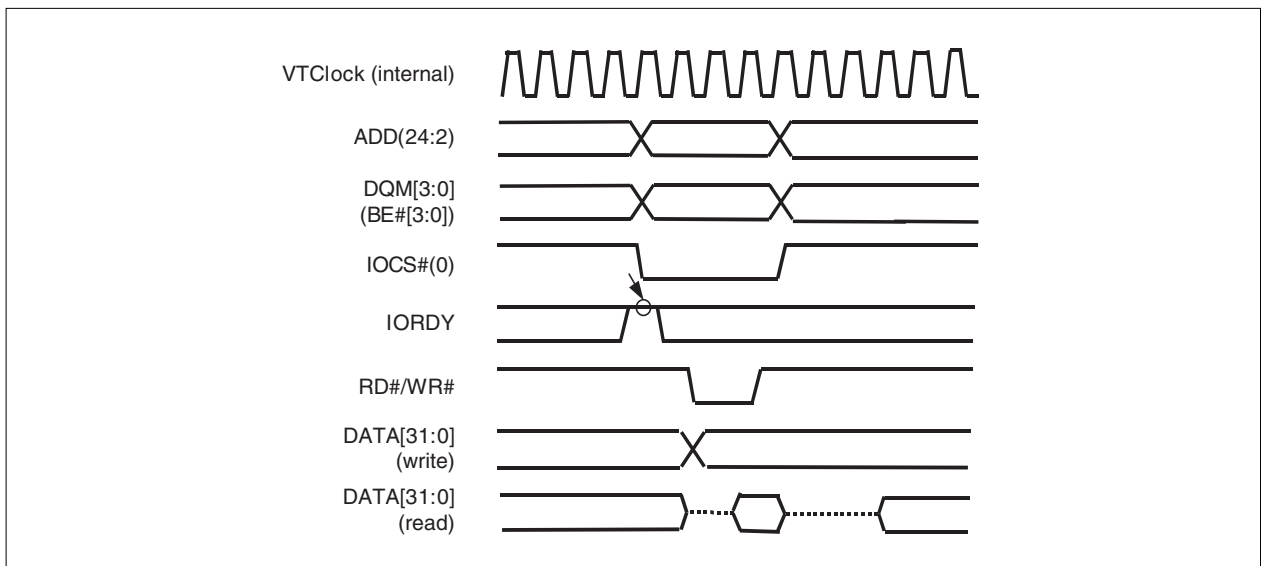 VTClock (internal)
ADD(24:2)
DQM[3:0]
(BE#[3:0])
IOCS#(0)
IORDY
RD#/WR#
DATA[31:0]
(write)
DATA[31:0]
(read)